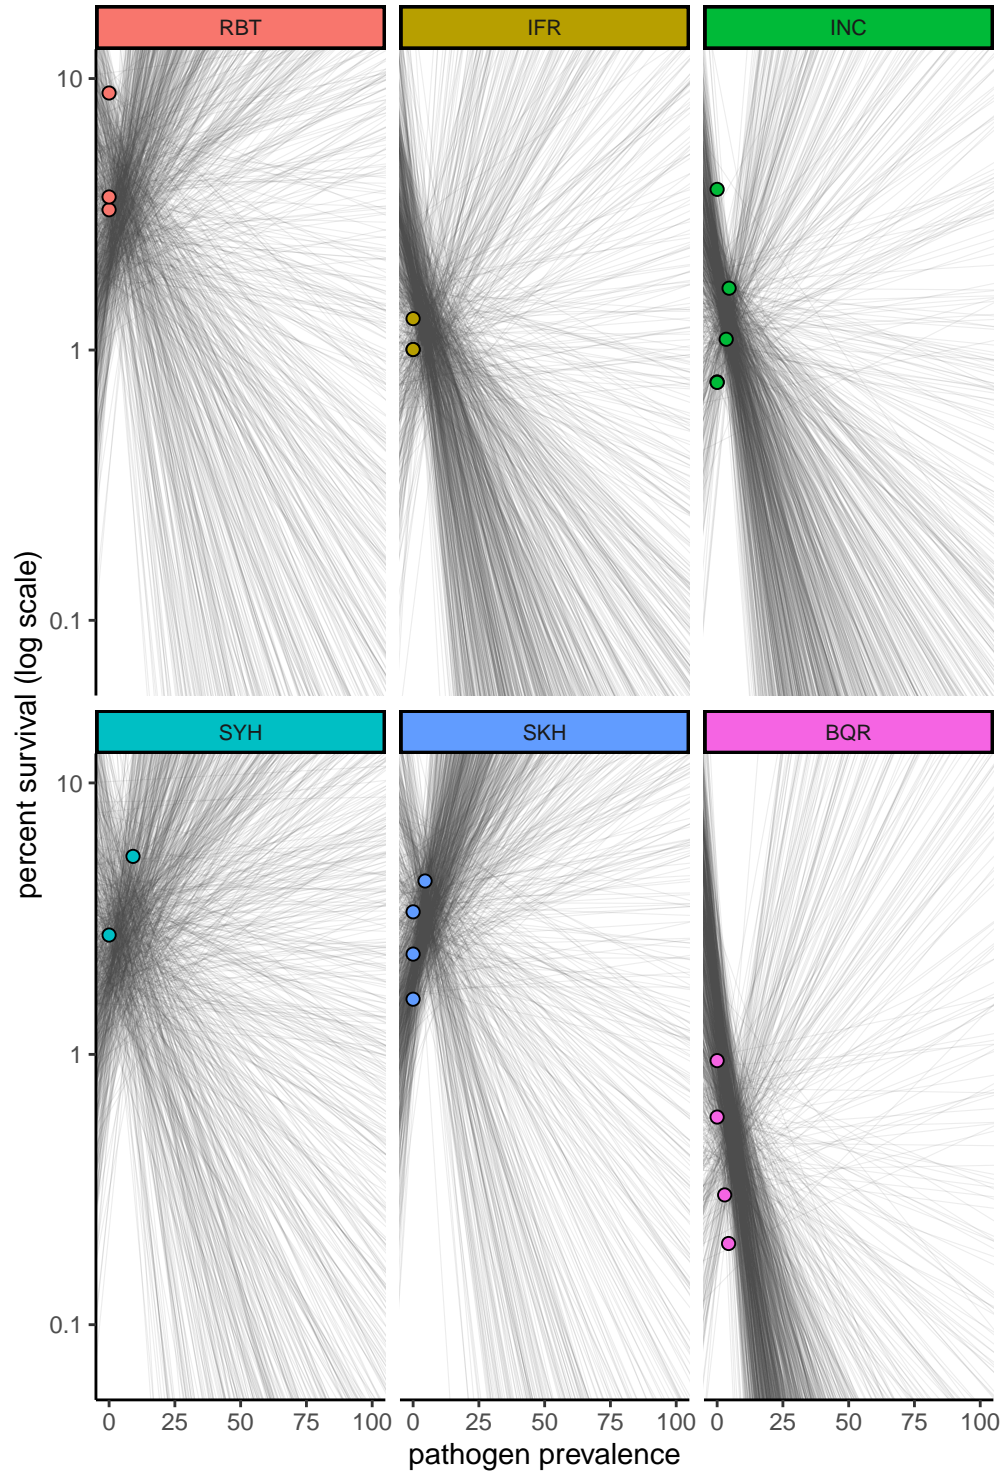 RBT IFR INC
10
1
0.1
SYH SKH BQR
10
1
0.1
0 25 50 75 100 0 25 50 75 100 0 25 50 75 100
pathogen prevalence
percent survival (log scale)